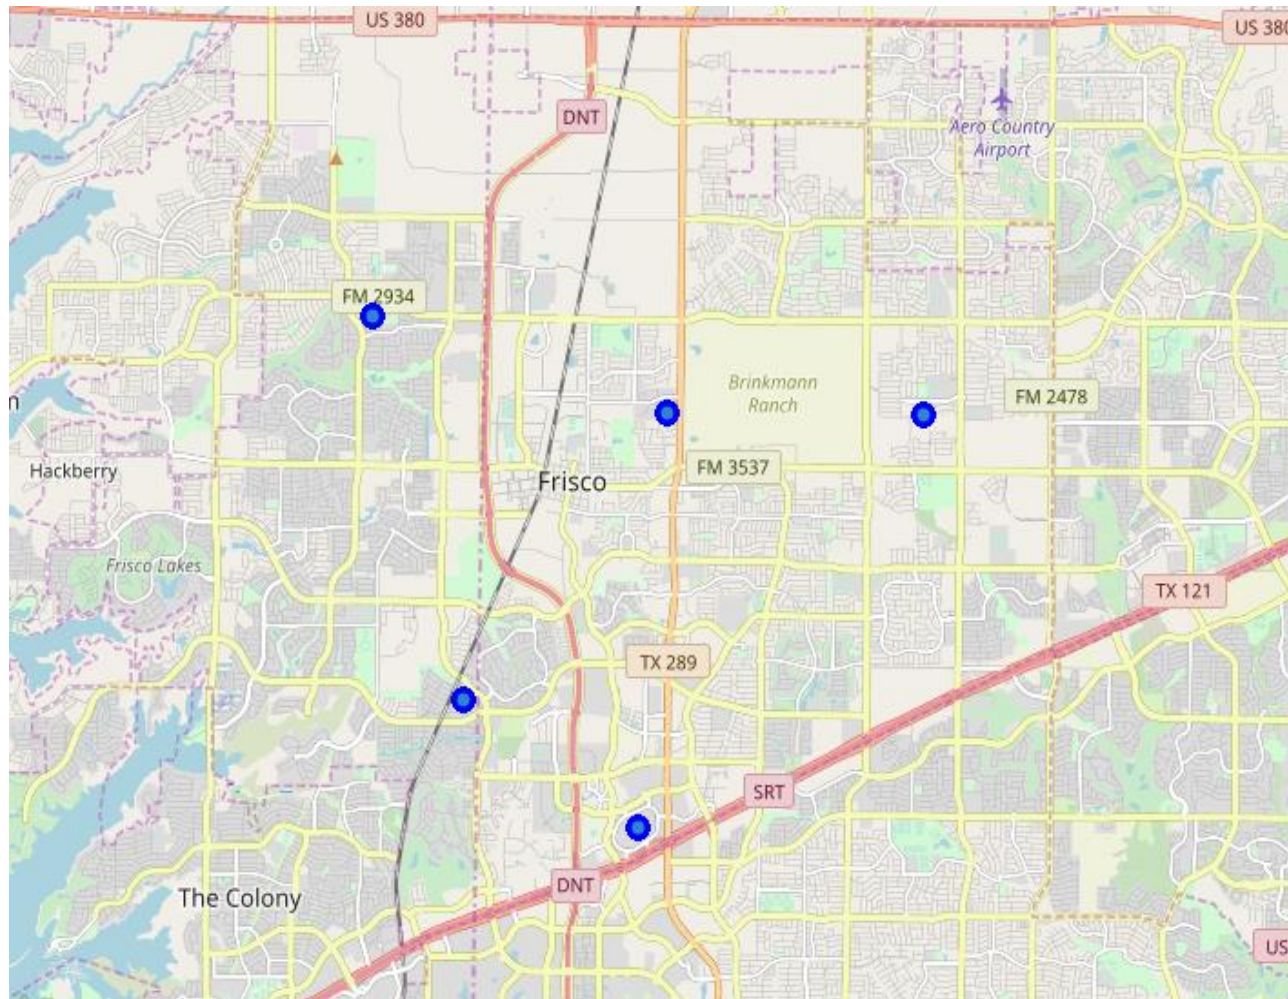 US 380
US 380
DNT
Aero Country
Airport
FM 2934
Brinkmann
Ranch
FM 2478
Hackberry
FM 3537
Frisco
Frisco Lakes
TX 121
TX 289
SRT
DNT
The Colony
US